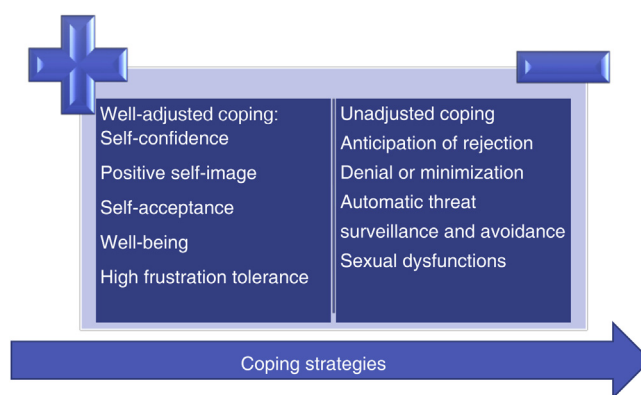 Well-adjusted coping:
Self-confidence
Positive self-image
Self-acceptance
Well-being
High frustration tolerance
Unadjusted coping
Anticipation of rejection
Denial or minimization
Automatic threat
surveillance and avoidance
Sexual dysfunctions
Coping strategies